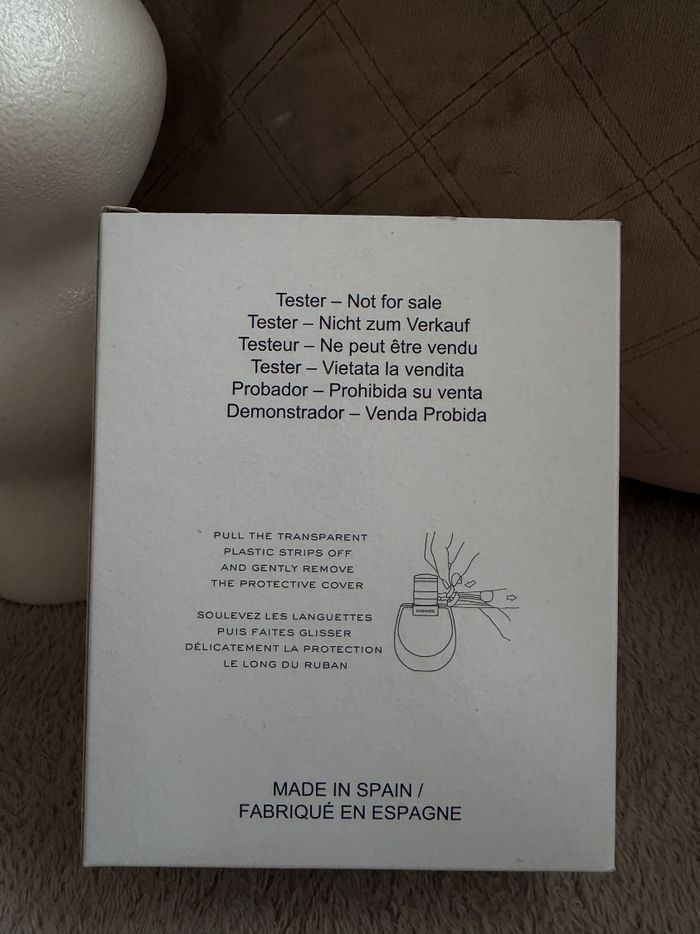 Tester – Not for sale
Tester – Nicht zum Verkauf
Testeur – Ne peut être vendu
Tester – Vietata la vendita
Probador – Prohibida su venta
Demonstrador – Venda Probida
PULL THE TRANSPARENT
PLASTIC STRIPS OFF
AND GENTLY REMOVE
THE PROTECTIVE COVER
SOULEVEZ LES LANGUETTES
PUIS FAITES GLISSER
DÉLICATEMENT LA PROTECTION
LE LONG DU RUBAN
NOMADE
MADE IN SPAIN /
FABRIQUÉ EN ESPAGNE